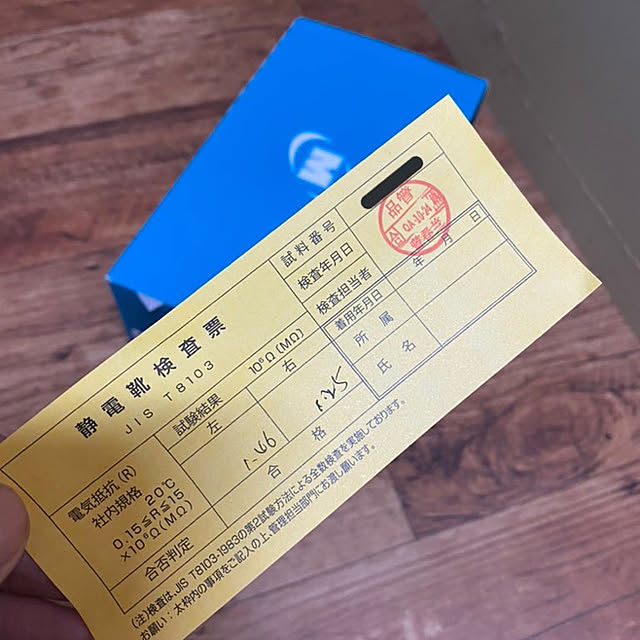 M
静電靴検査票
JIS T8103
試料番号
検査年月日
検査担当者
年 月 日
着用年月日
所属
氏名
試験結果 10⁶Ω(MΩ)
左 右
電気抵抗(R)
社内規格 20℃
0.15≦R≦15
×10⁶Ω(MΩ)
合否判定 合格
(注)検査は、JIS T8103-1983の第2試験方法による全数検査を実施しております。
お願い:太枠内の事項をご記入の上、管理担当部門にお渡し願います。